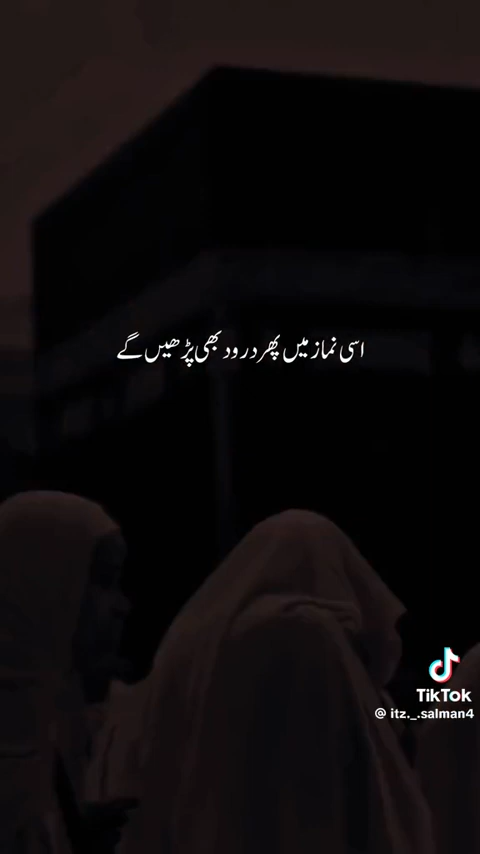 اسی نماز میں پھر درود بھی پڑھیں گے
TikTok
@ itz._.salman4